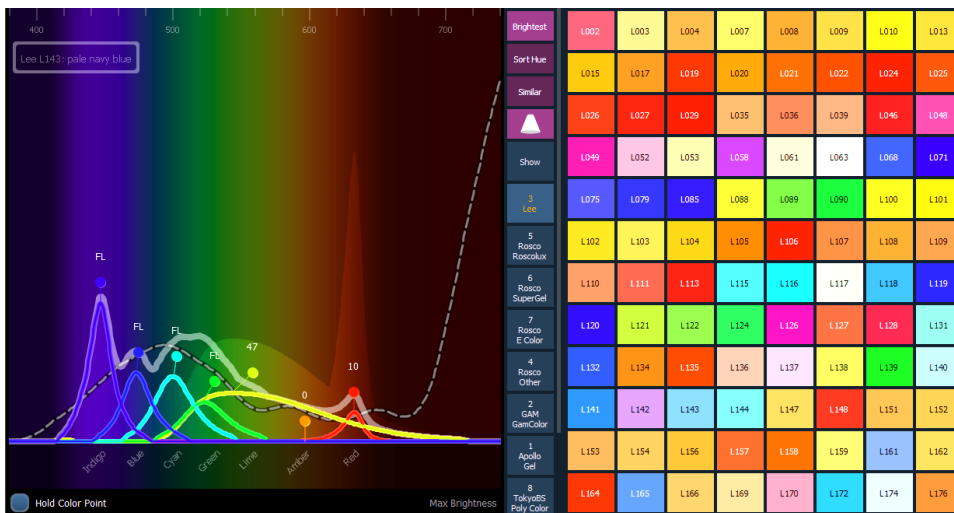 400 500 600 700
Lee L143: pale navy blue
FL
FL
FL
FL
47
0
10
Indigo Blue Cyan Green Lime Amber Red
Hold Color Point Max Brightness
Brightest
Sort Hue
Similar
Show
3
Lee
5
Rosco
Roscolux
6
Rosco
SuperGel
7
Rosco
E Color
4
Rosco
Other
2
GAM
GamColor
1
Apollo
Gel
8
TokyoBS
Poly Color
L002 L003 L004 L007 L008 L009 L010 L013
L015 L017 L019 L020 L021 L022 L024 L025
L026 L027 L029 L035 L036 L039 L046 L048
L049 L052 L053 L058 L061 L063 L068 L071
L075 L079 L085 L088 L089 L090 L100 L101
L102 L103 L104 L105 L106 L107 L108 L109
L110 L111 L113 L115 L116 L117 L118 L119
L120 L121 L122 L124 L126 L127 L128 L131
L132 L134 L135 L136 L137 L138 L139 L140
L141 L142 L143 L144 L147 L148 L151 L152
L153 L154 L156 L157 L158 L159 L161 L162
L164 L165 L166 L169 L170 L172 L174 L176